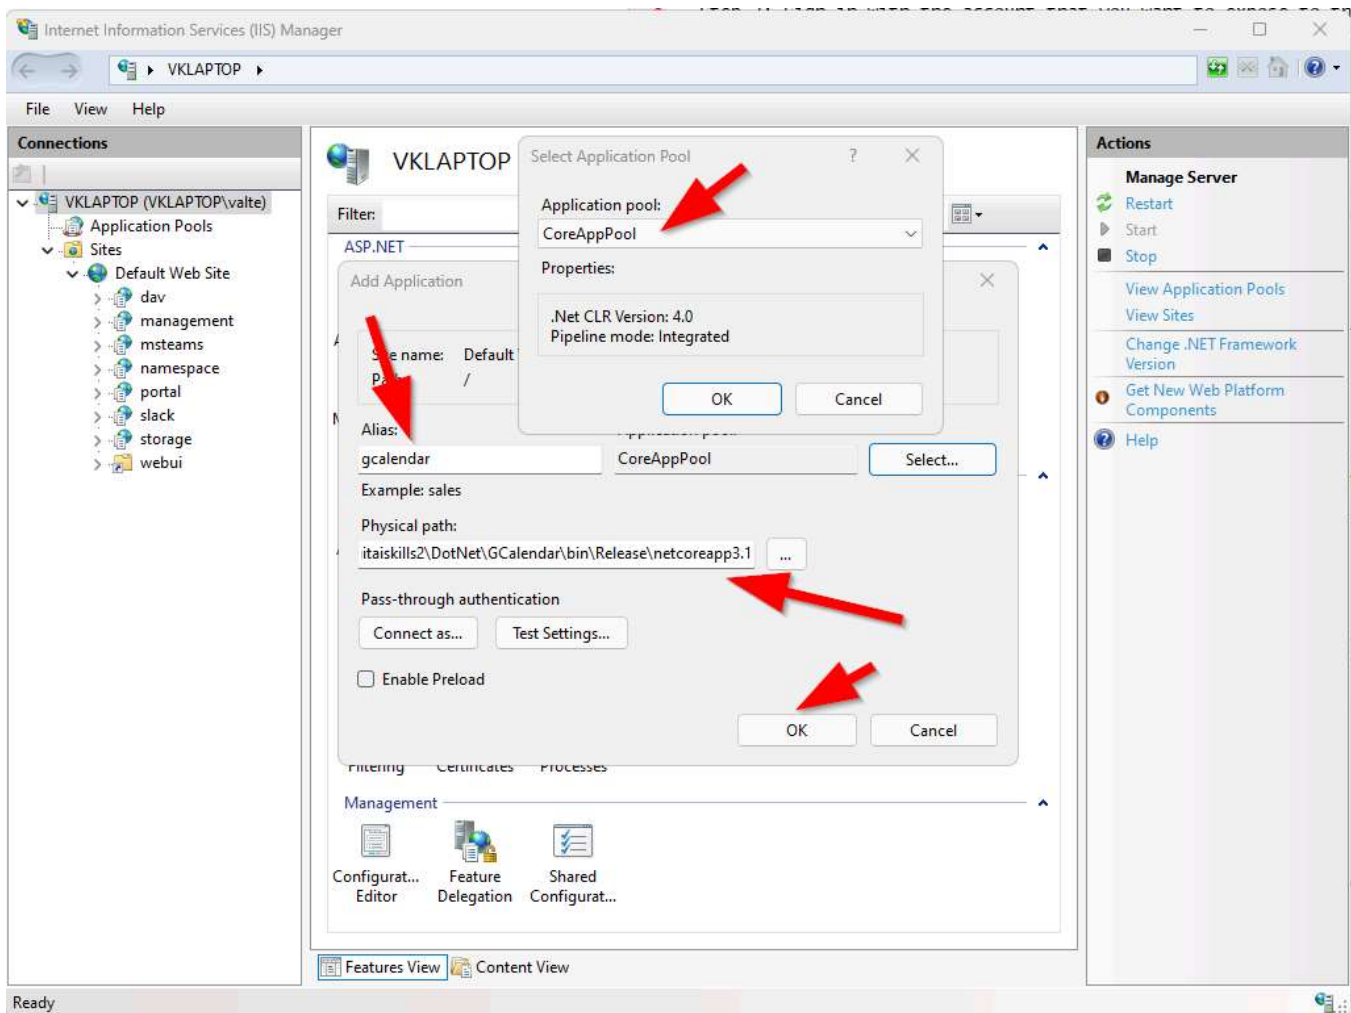 Internet Information Services (IIS) Manager
VKLAPTOP
File View Help
Connections
VKLAPTOP (VKLAPTOP\valte)
Application Pools
Sites
Default Web Site
dav
management
msteams
namespace
portal
slack
storage
webui
VKLAPTOP
Filter:
ASP.NET
Select Application Pool
Application pool:
CoreAppPool
Properties:
.Net CLR Version: 4.0
Pipeline mode: Integrated
OK Cancel
Add Application
name: Default
/
Alias:
gcalendar CoreAppPool Select...
Example: sales
Physical path:
itaiskills2\DotNet\GCalendar\bin\Release\netcoreapp3.1 ...
Pass-through authentication
Connect as... Test Settings...
Enable Preload
OK Cancel
Filtering Certificates Processes
Management
Configurat... Editor
Feature Delegation
Shared Configurat...
Features View Content View
Actions
Manage Server
Restart
Start
Stop
View Application Pools
View Sites
Change .NET Framework
Version
Get New Web Platform
Components
Help
Ready